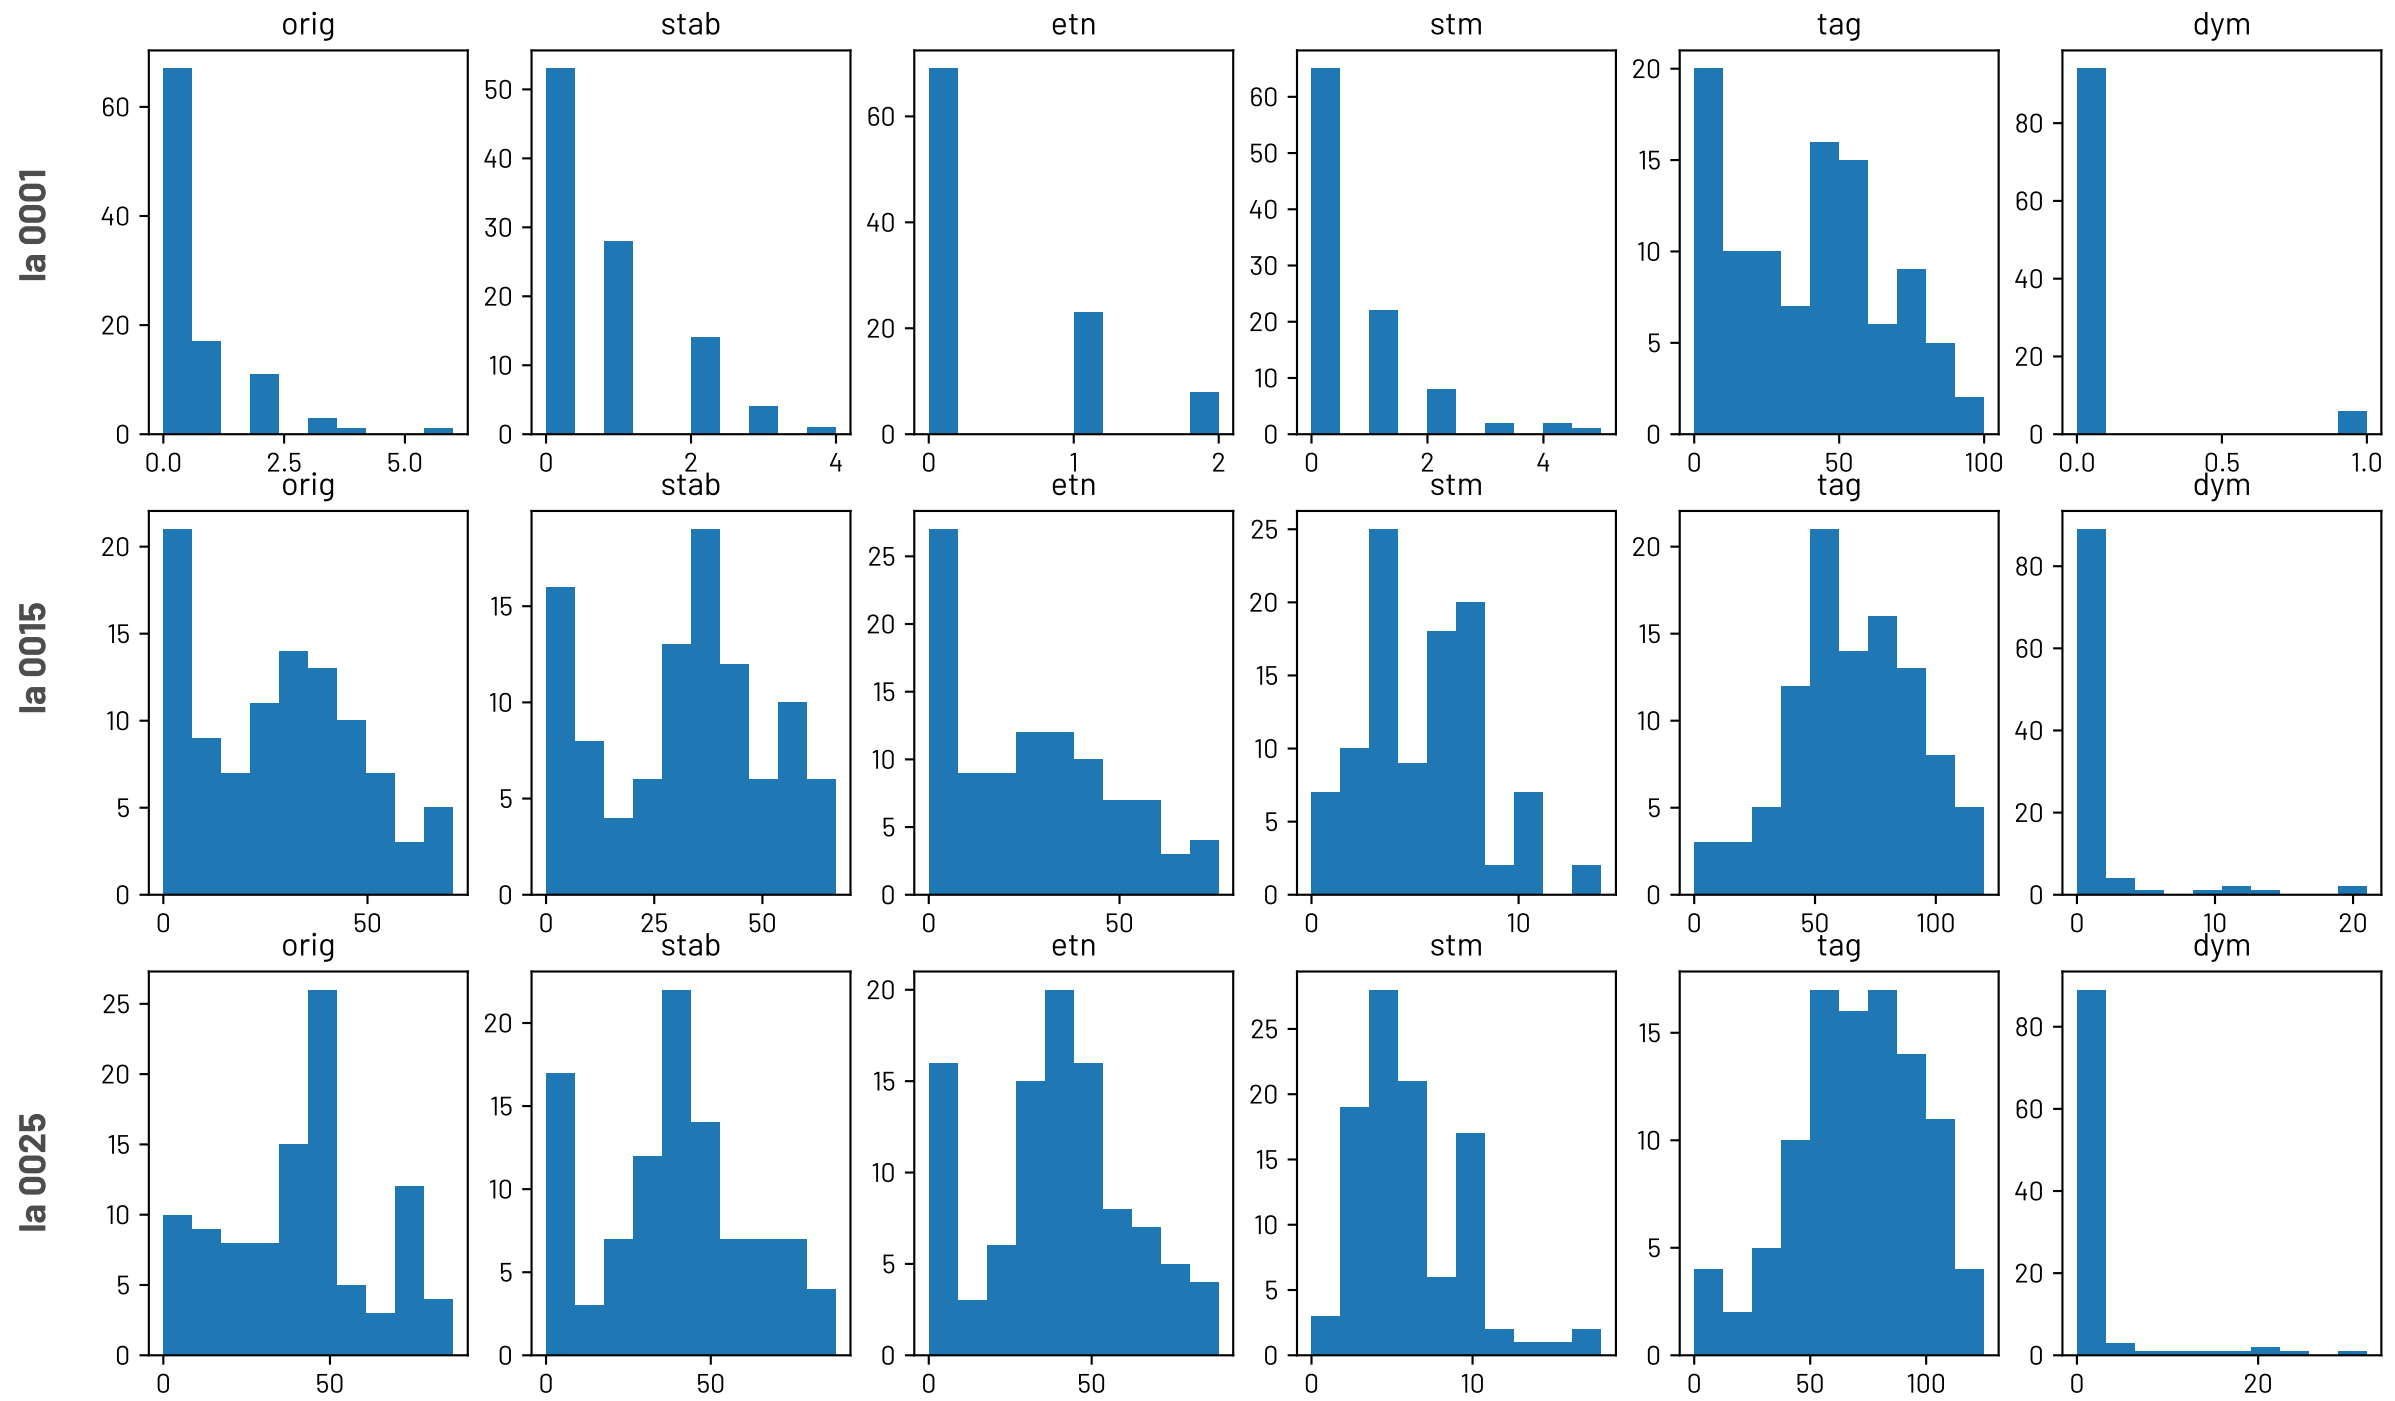 orig stab etn stm tag dym
60 50 60 60 20 80
40 40 40 50 15 60
20 30 20 40 10 40
0 20 0 30 5 20
10 20 0 0
0 10
0
la 0001
0.0 2.5 5.0 0 2 4 0 1 2 0 2 4 0 50 100 0.0 0.5 1.0
orig stab etn stm tag dym
20 15 25 25 20 80
15 10 20 20 15 60
10 5 15 15 10 40
5 0 10 10 5 20
0 5 5 0 0
0 0
la 0015
0 50 0 25 50 0 50 0 10 0 50 100 0 10 20
orig stab etn stm tag dym
25 20 20 25 15 80
20 15 15 20 10 60
15 10 10 15 5 40
10 5 5 10 0 20
5 0 0 5 0
0 0
la 0025
0 50 0 50 0 50 0 10 0 50 100 0 20